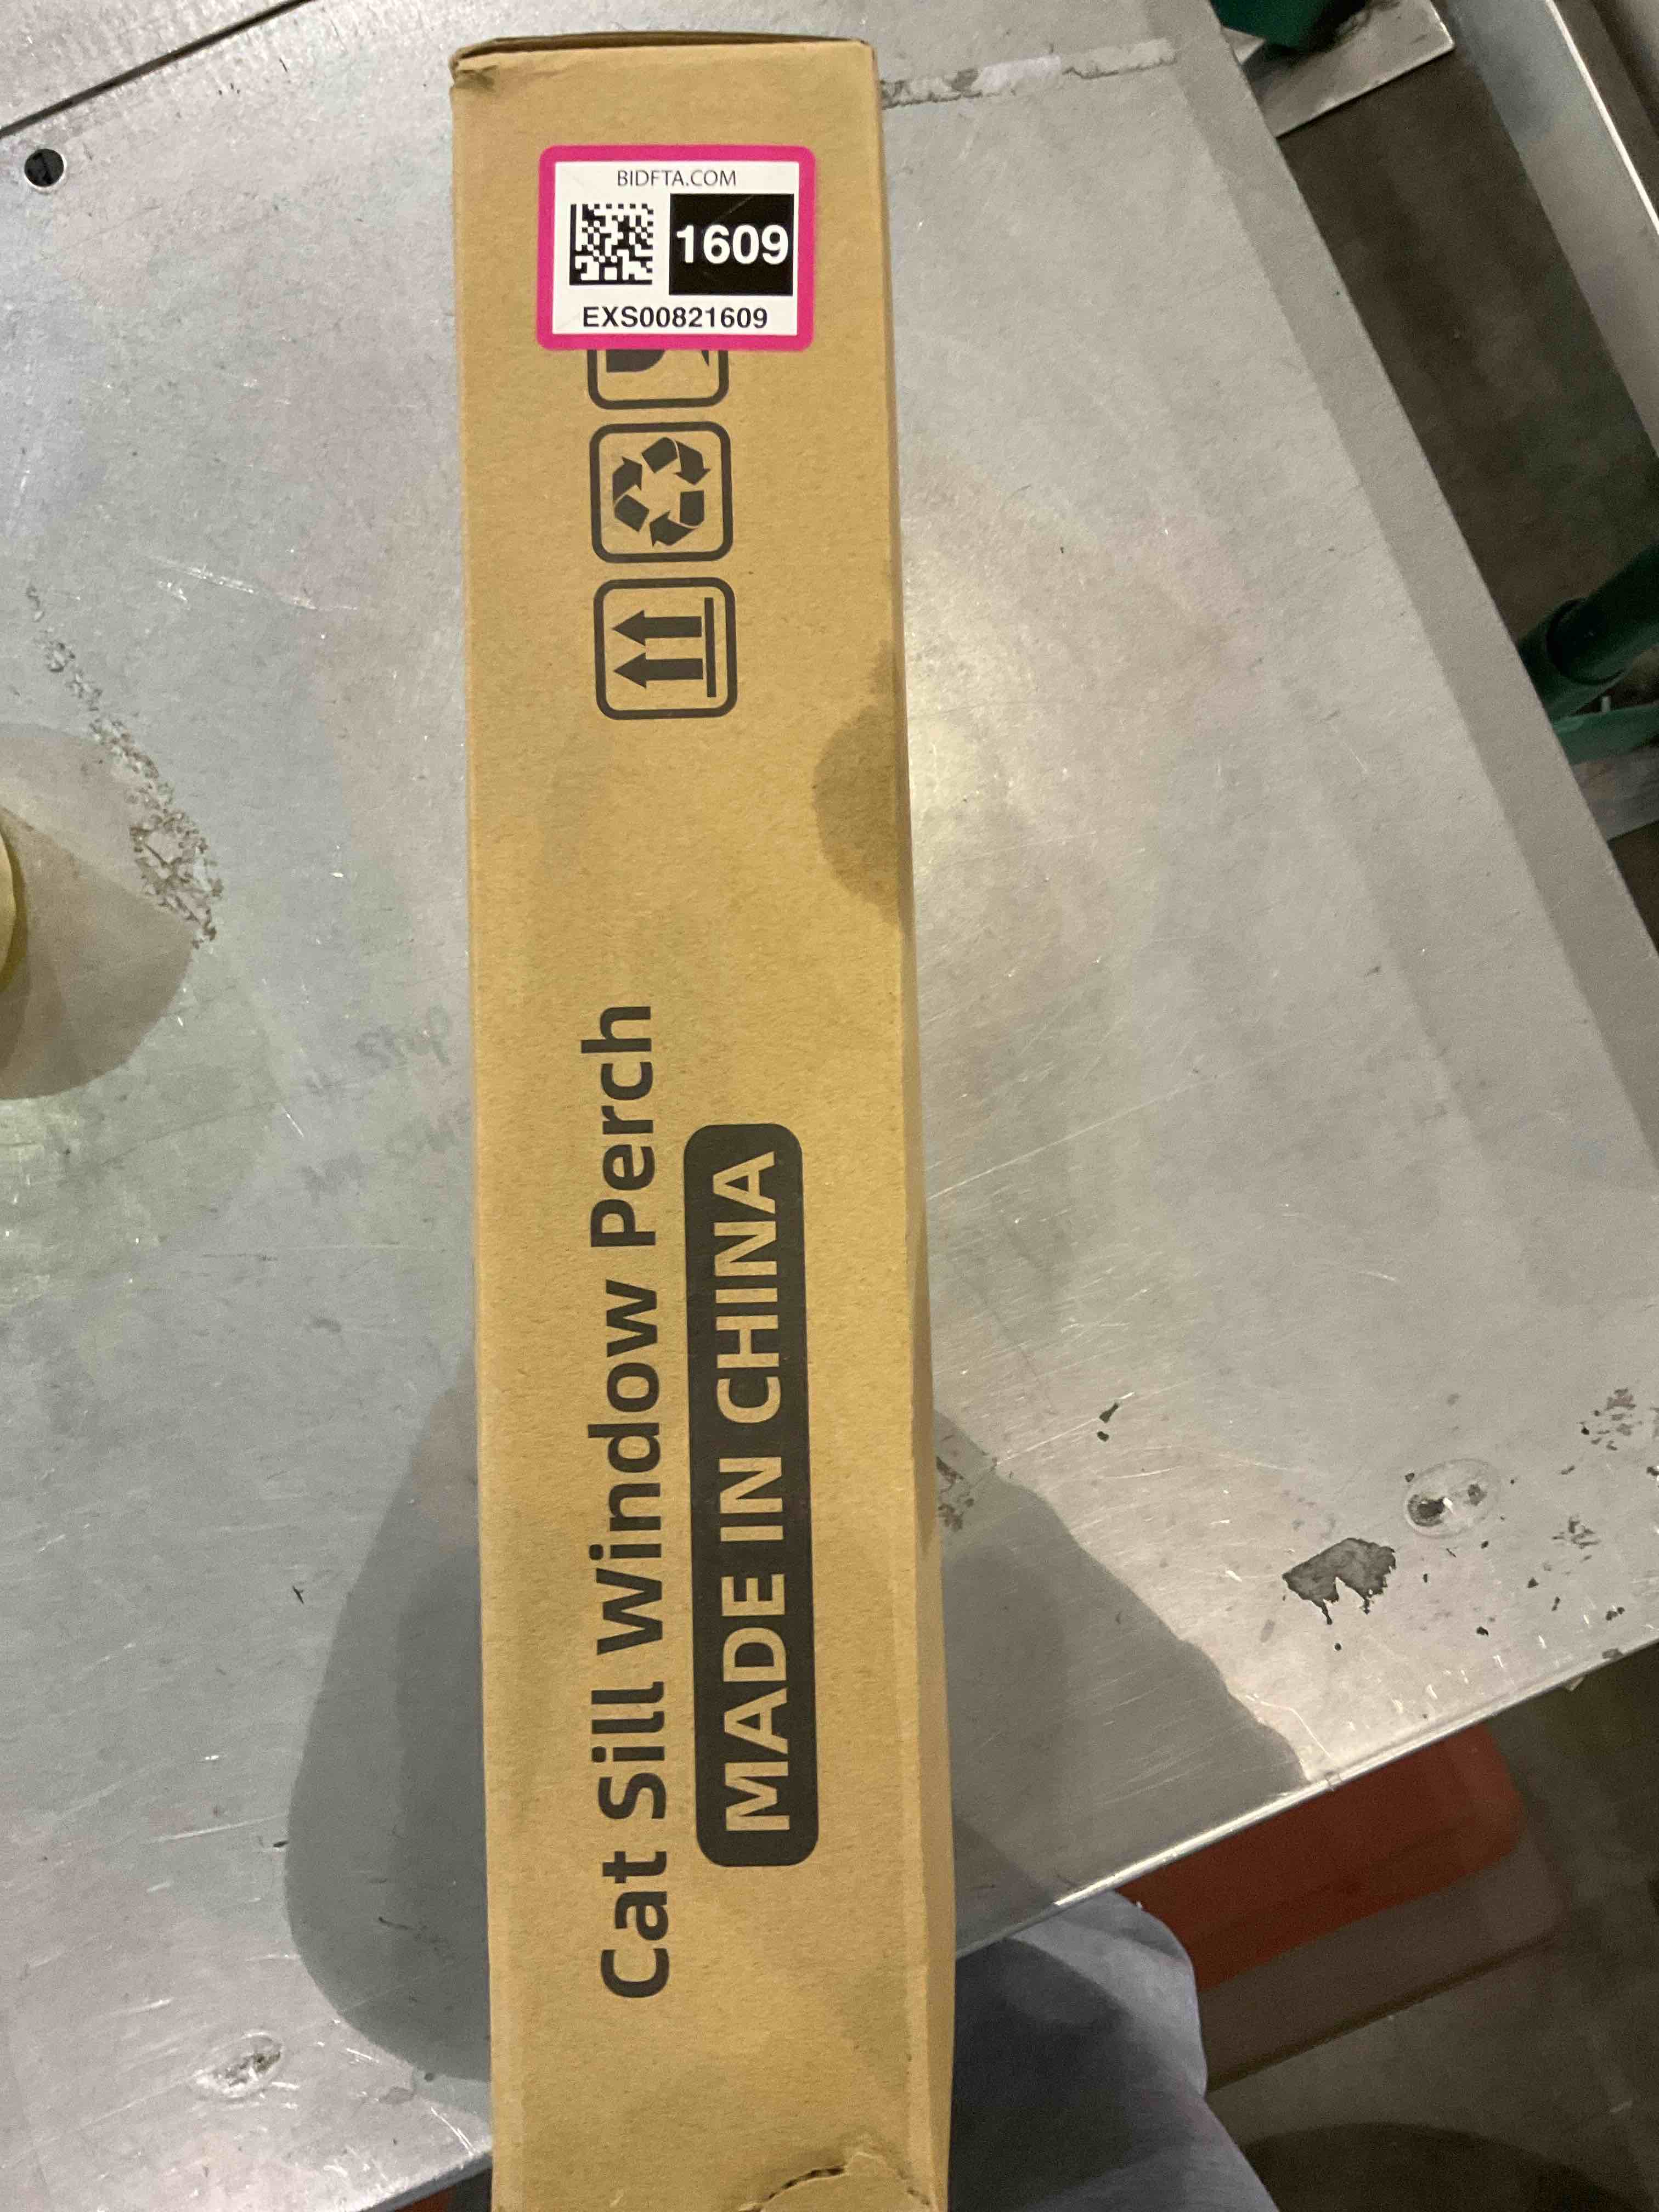 BIDFTA.COM
1609
EXS00821609
Cat Sill Window Perch
MADE IN CHINA